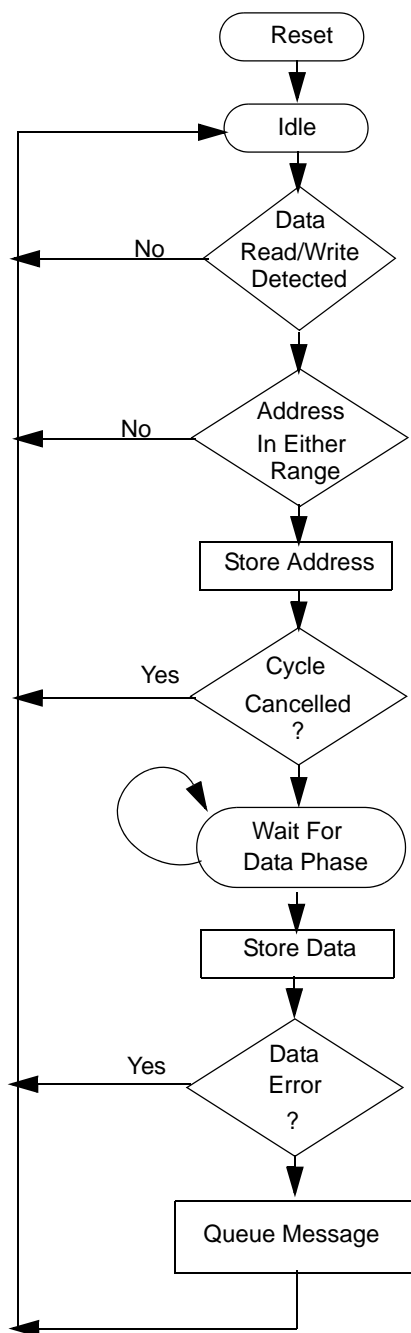 Reset
Idle
Data
Read/Write
Detected
No
Address
In Either
Range
No
Store Address
Cycle
Cancelled
?
Yes
Wait For
Data Phase
Store Data
Data
Error
?
Yes
Queue Message